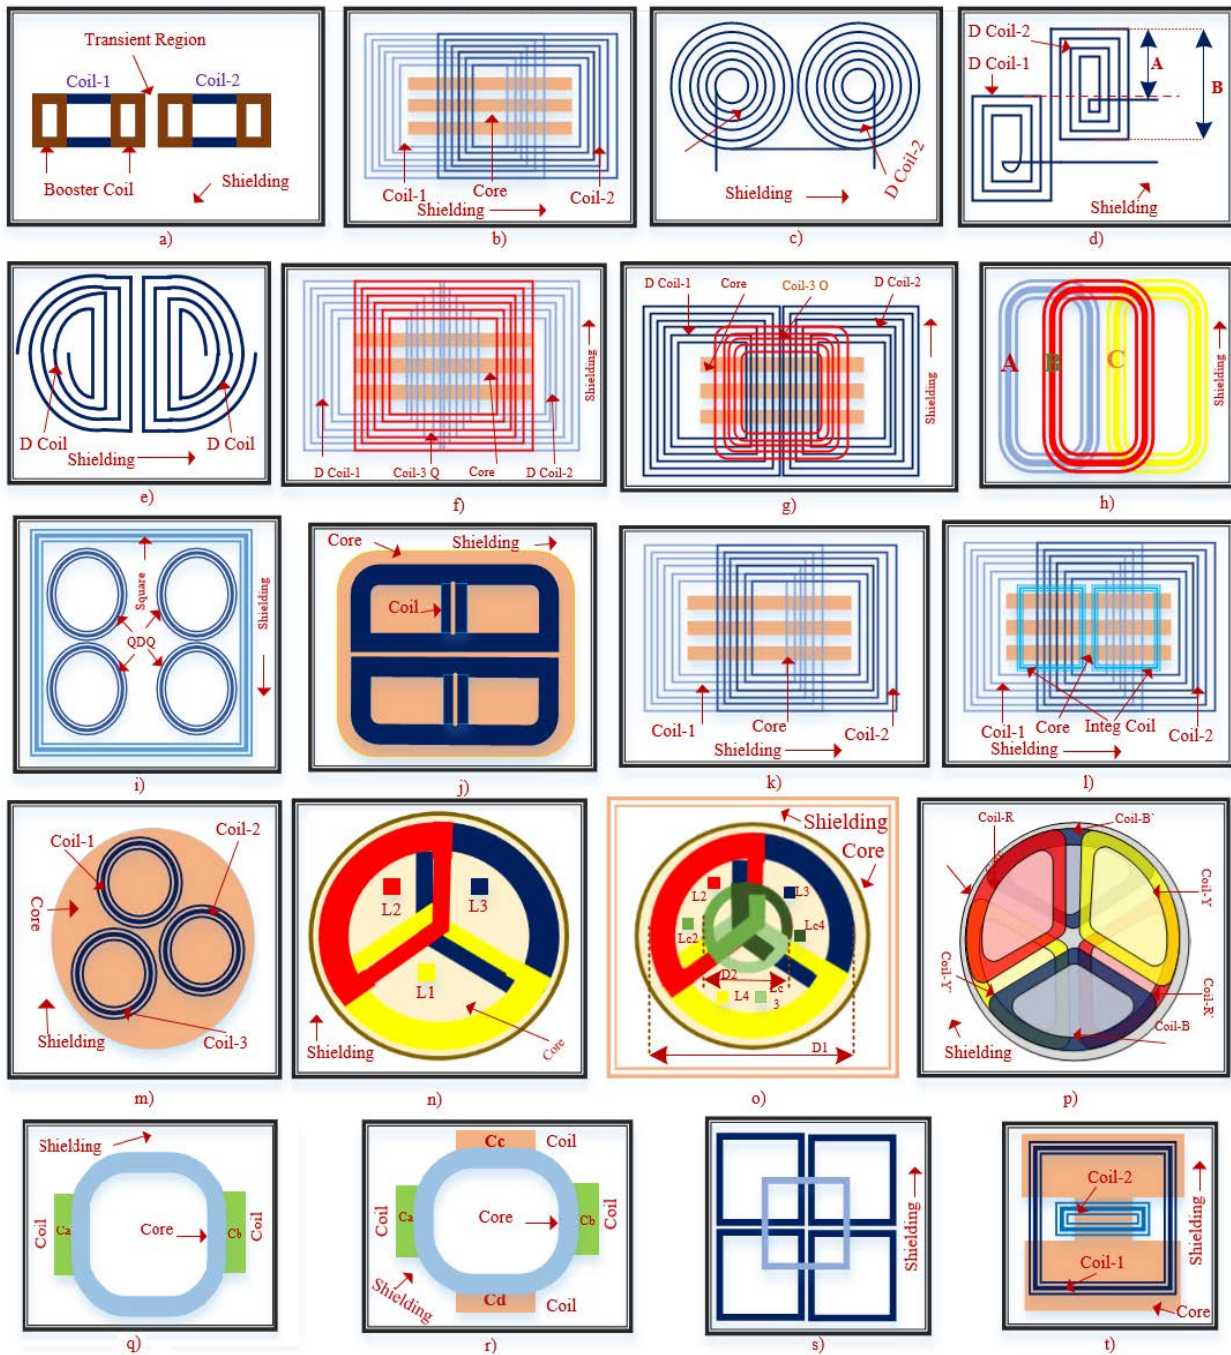 Transient Region
Coil-1
Coil-2
Booster Coil
Shielding
a)
Coil-1
Core
Coil-2
Shielding
b)
D Coil-2
Shielding
c)
D Coil-2
D Coil-1
A
B
Shielding
d)
D Coil
D Coil
Shielding
e)
Shielding
D Coil-1
Coil-3 Q
Core
D Coil-2
f)
D Coil-1
Core
Coil-3 O
D Coil-2
Shielding
g)
A
B
C
Shielding
h)
Square
QDQ
Shielding
i)
Core
Shielding
Coil
j)
Coil-1
Core
Coil-2
Shielding
k)
Coil-1
Core
Integ Coil
Coil-2
Shielding
l)
Coil-1
Coil-2
Core
Shielding
Coil-3
m)
L2
L3
L1
Shielding
Core
n)
Shielding
Core
L2
L3
Lc2
Lc4
D2
L4
Lc
3
D1
o)
Coil-R
Coil-B`
Coil-Y
Coil-Y`
Coil-R`
Coil-B
Shielding
p)
Shielding
Coil
Ca
Core
Cb
Coil
q)
Cc
Coil
Ca
Core
Cb
Shielding
Cd
Coil
r)
Shielding
s)
Coil-2
Shielding
Coil-1
Core
t)